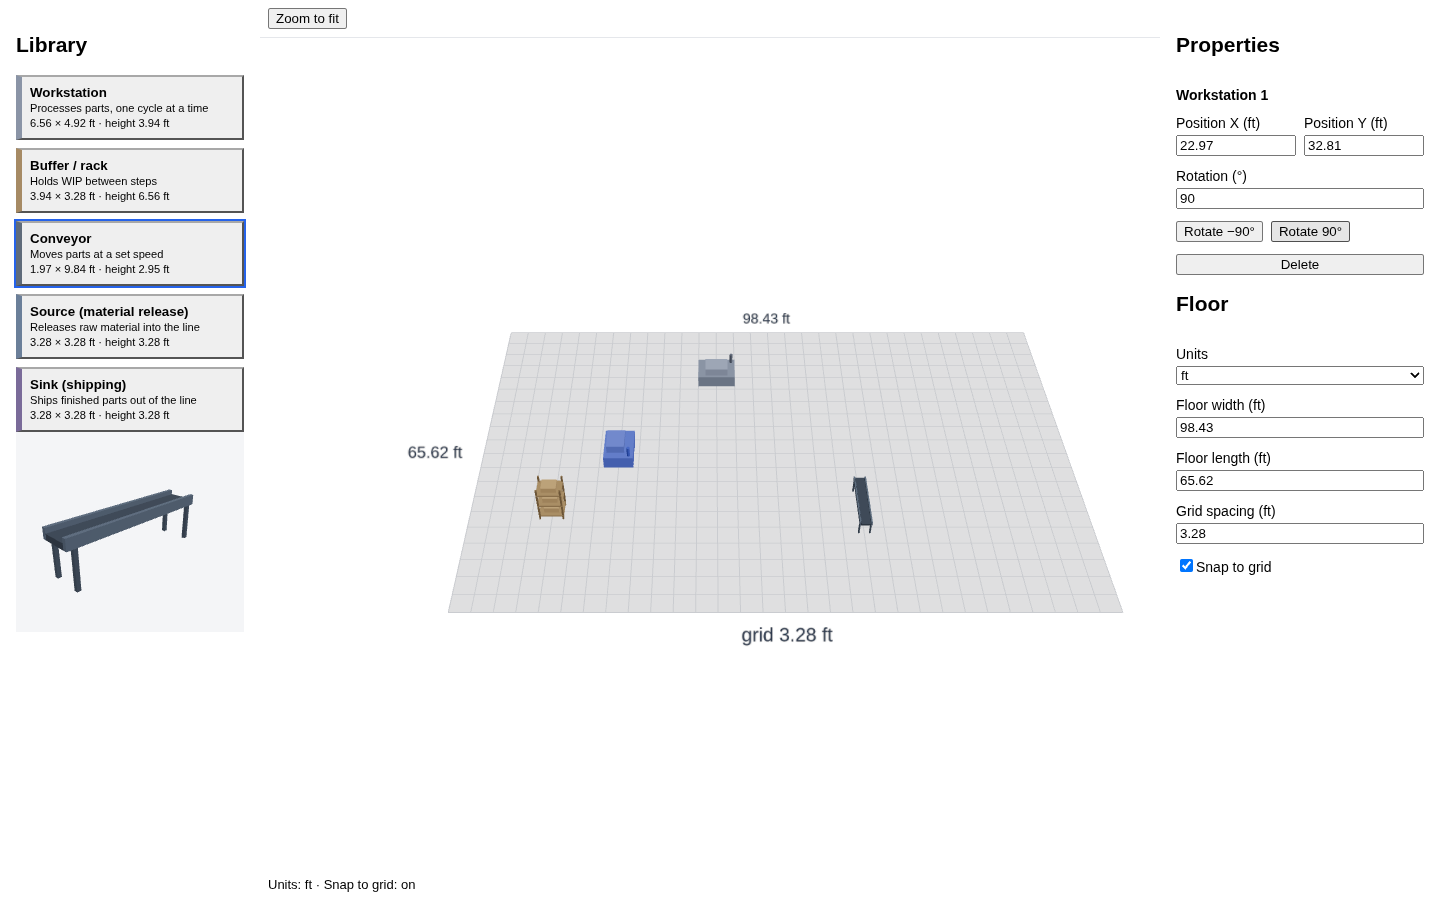 Library
Workstation
Processes parts, one cycle at a time
6.56 × 4.92 ft · height 3.94 ft
Buffer / rack
Holds WIP between steps
3.94 × 3.28 ft · height 6.56 ft
Conveyor
Moves parts at a set speed
1.97 × 9.84 ft · height 2.95 ft
Source (material release)
Releases raw material into the line
3.28 × 3.28 ft · height 3.28 ft
Sink (shipping)
Ships finished parts out of the line
3.28 × 3.28 ft · height 3.28 ft
Zoom to fit
98.43 ft
65.62 ft
grid 3.28 ft
Units: ft · Snap to grid: on
Properties
Workstation 1
Position X (ft) Position Y (ft)
22.97 32.81
Rotation (°)
90
Rotate −90° Rotate 90°
Delete
Floor
Units
ft
Floor width (ft)
98.43
Floor length (ft)
65.62
Grid spacing (ft)
3.28
Snap to grid